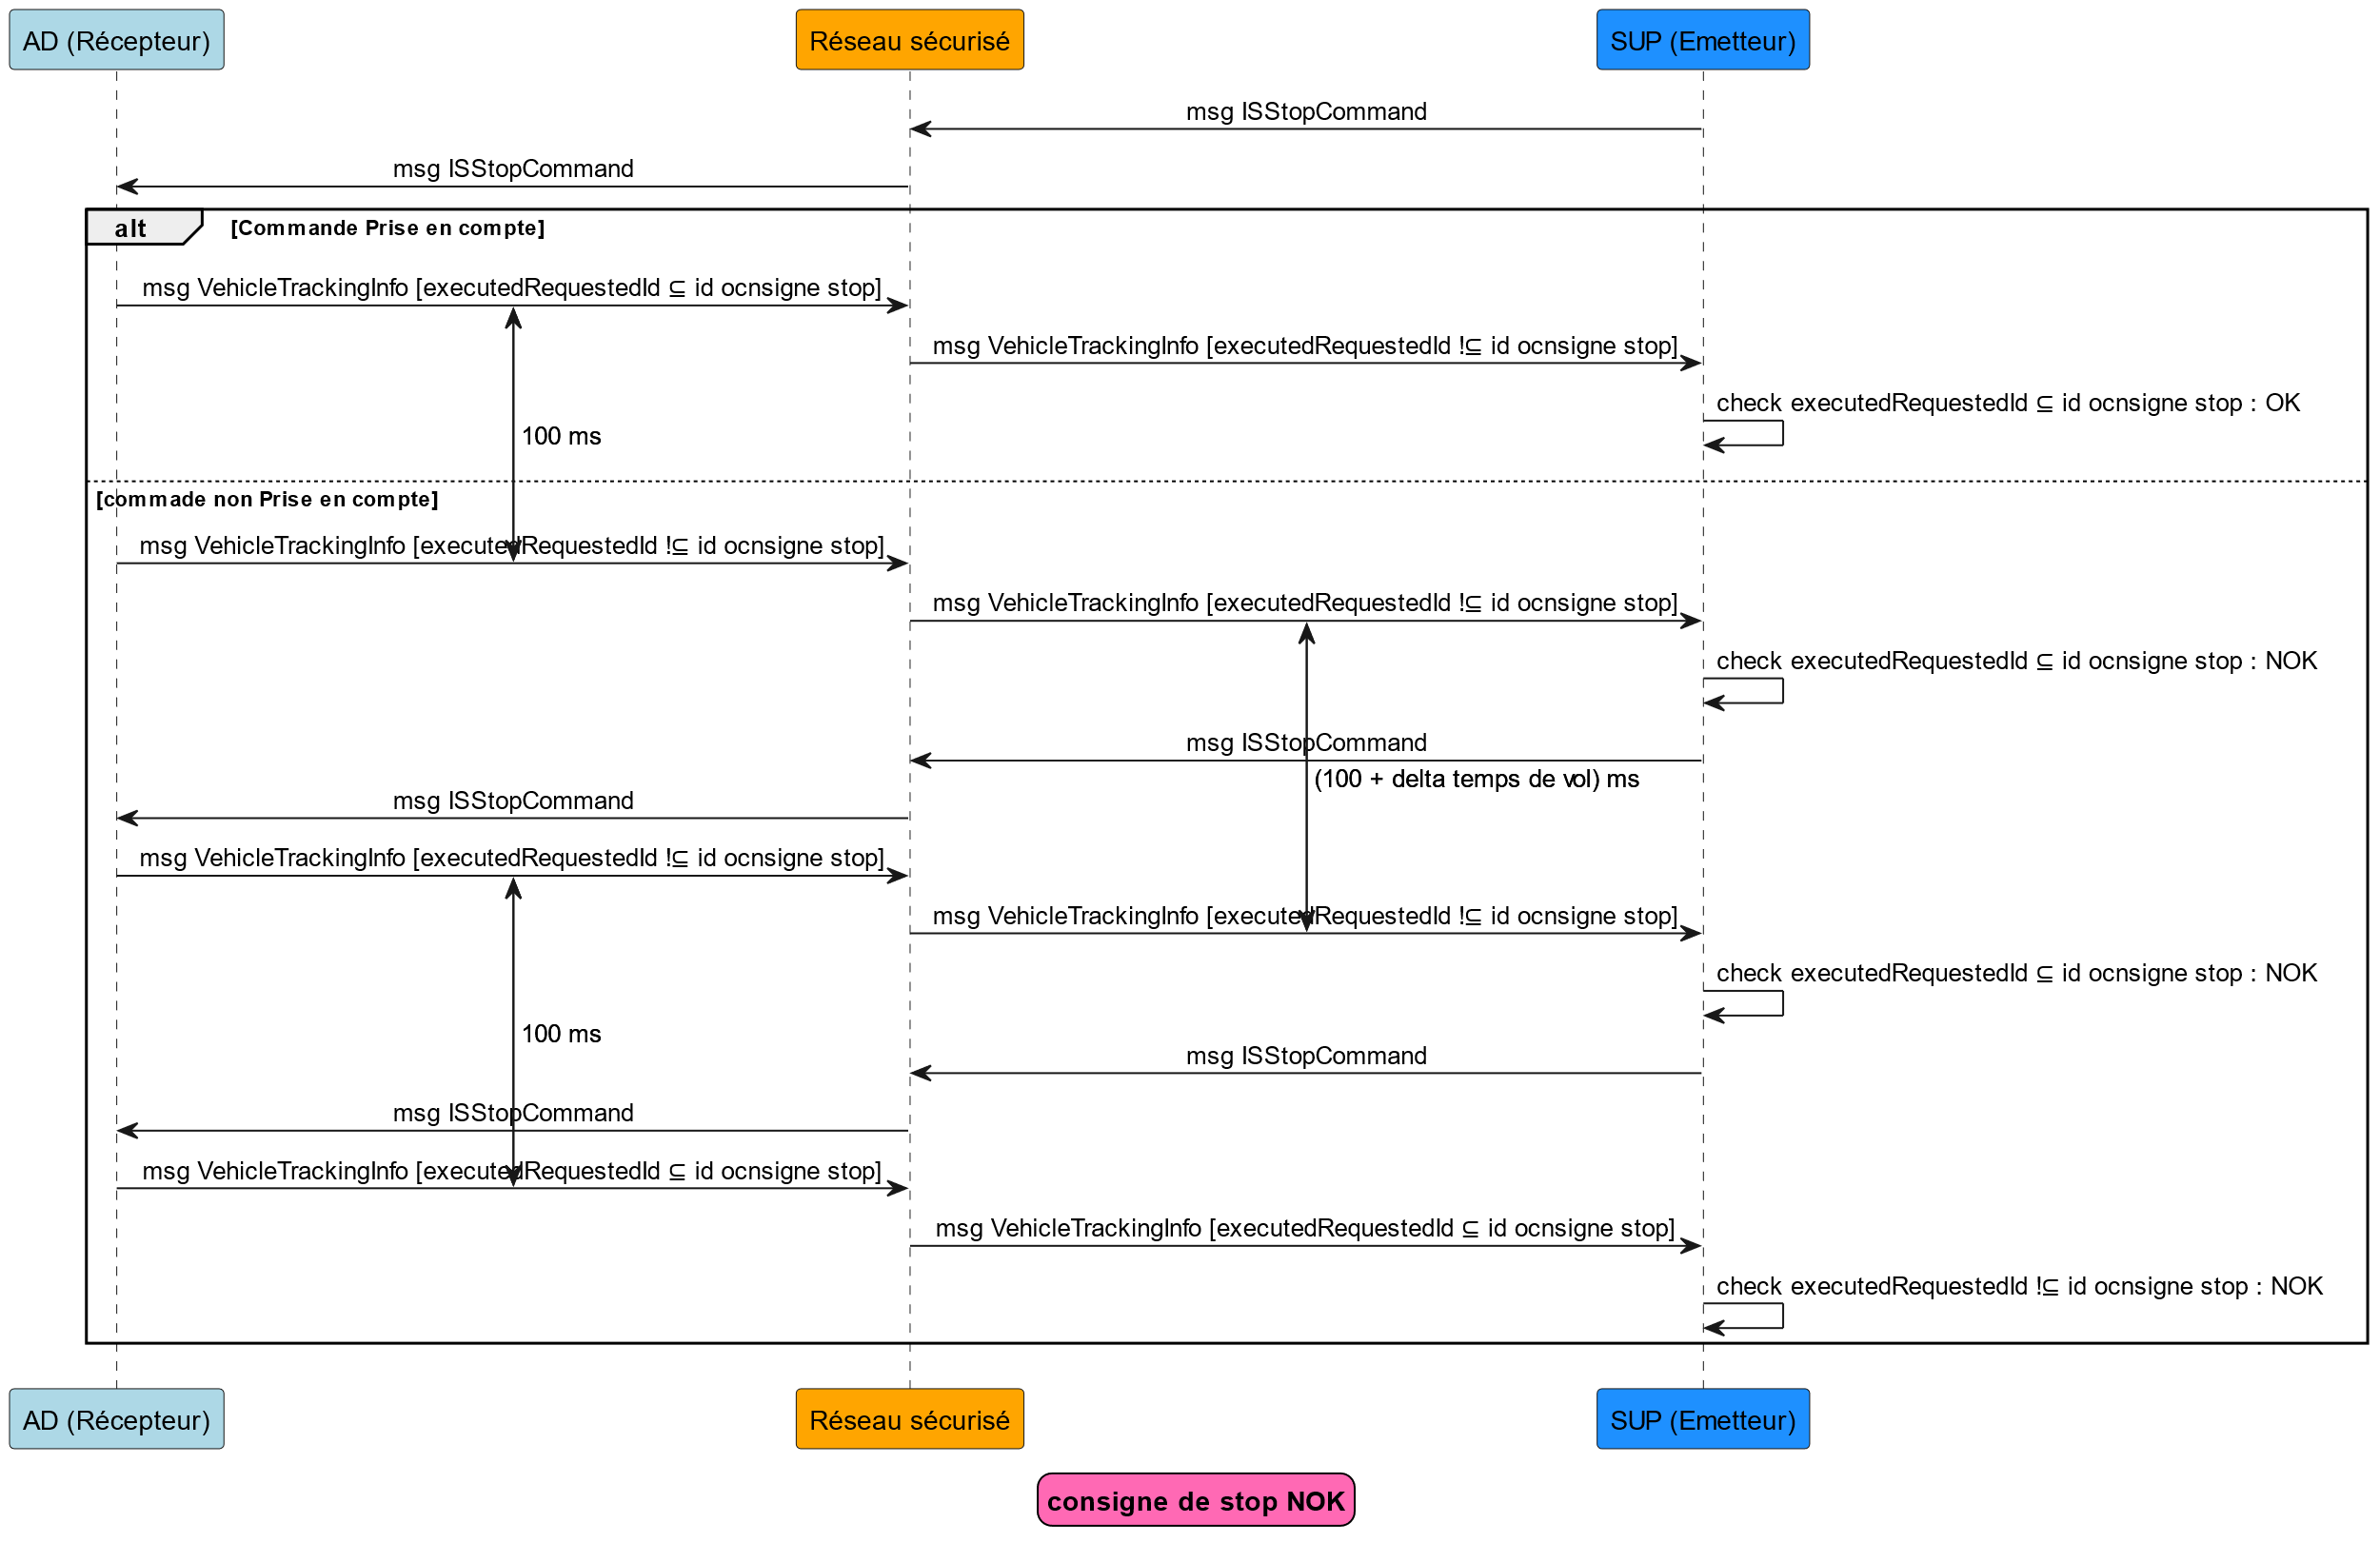 AD (Récepteur)
Réseau sécurisé
SUP (Emetteur)
msg ISStopCommand
msg ISStopCommand
alt
[Commande Prise en compte]
msg VehicleTrackingInfo [executedRequestedId ⊆ id ocnsigne stop]
msg VehicleTrackingInfo [executedRequestedId !⊆ id ocnsigne stop]
check executedRequestedId ⊆ id ocnsigne stop : OK
100 ms
[commade non Prise en compte]
msg VehicleTrackingInfo [executedRequestedId !⊆ id ocnsigne stop]
msg VehicleTrackingInfo [executedRequestedId !⊆ id ocnsigne stop]
check executedRequestedId ⊆ id ocnsigne stop : NOK
msg ISStopCommand
(100 + delta temps de vol) ms
msg ISStopCommand
msg VehicleTrackingInfo [executedRequestedId !⊆ id ocnsigne stop]
msg VehicleTrackingInfo [executedRequestedId !⊆ id ocnsigne stop]
check executedRequestedId ⊆ id ocnsigne stop : NOK
100 ms
msg ISStopCommand
msg ISStopCommand
msg VehicleTrackingInfo [executedRequestedId ⊆ id ocnsigne stop]
msg VehicleTrackingInfo [executedRequestedId ⊆ id ocnsigne stop]
check executedRequestedId !⊆ id ocnsigne stop : NOK
AD (Récepteur)
Réseau sécurisé
SUP (Emetteur)
consigne de stop NOK